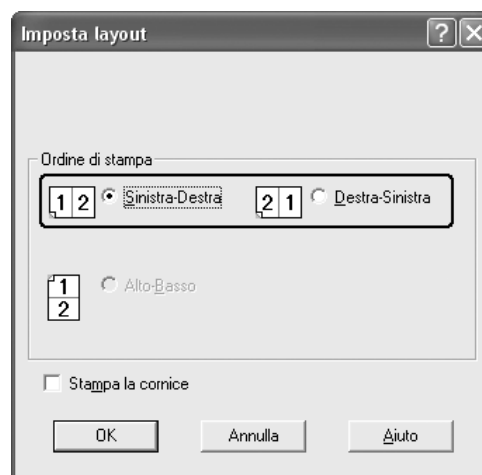 Imposta layout
Ordine di stampa
1 2 Sinistra-Destra 2 1 Destra-Sinistra
1
2 Alto-Basso
Stampa la cornice
OK Annulla Aiuto